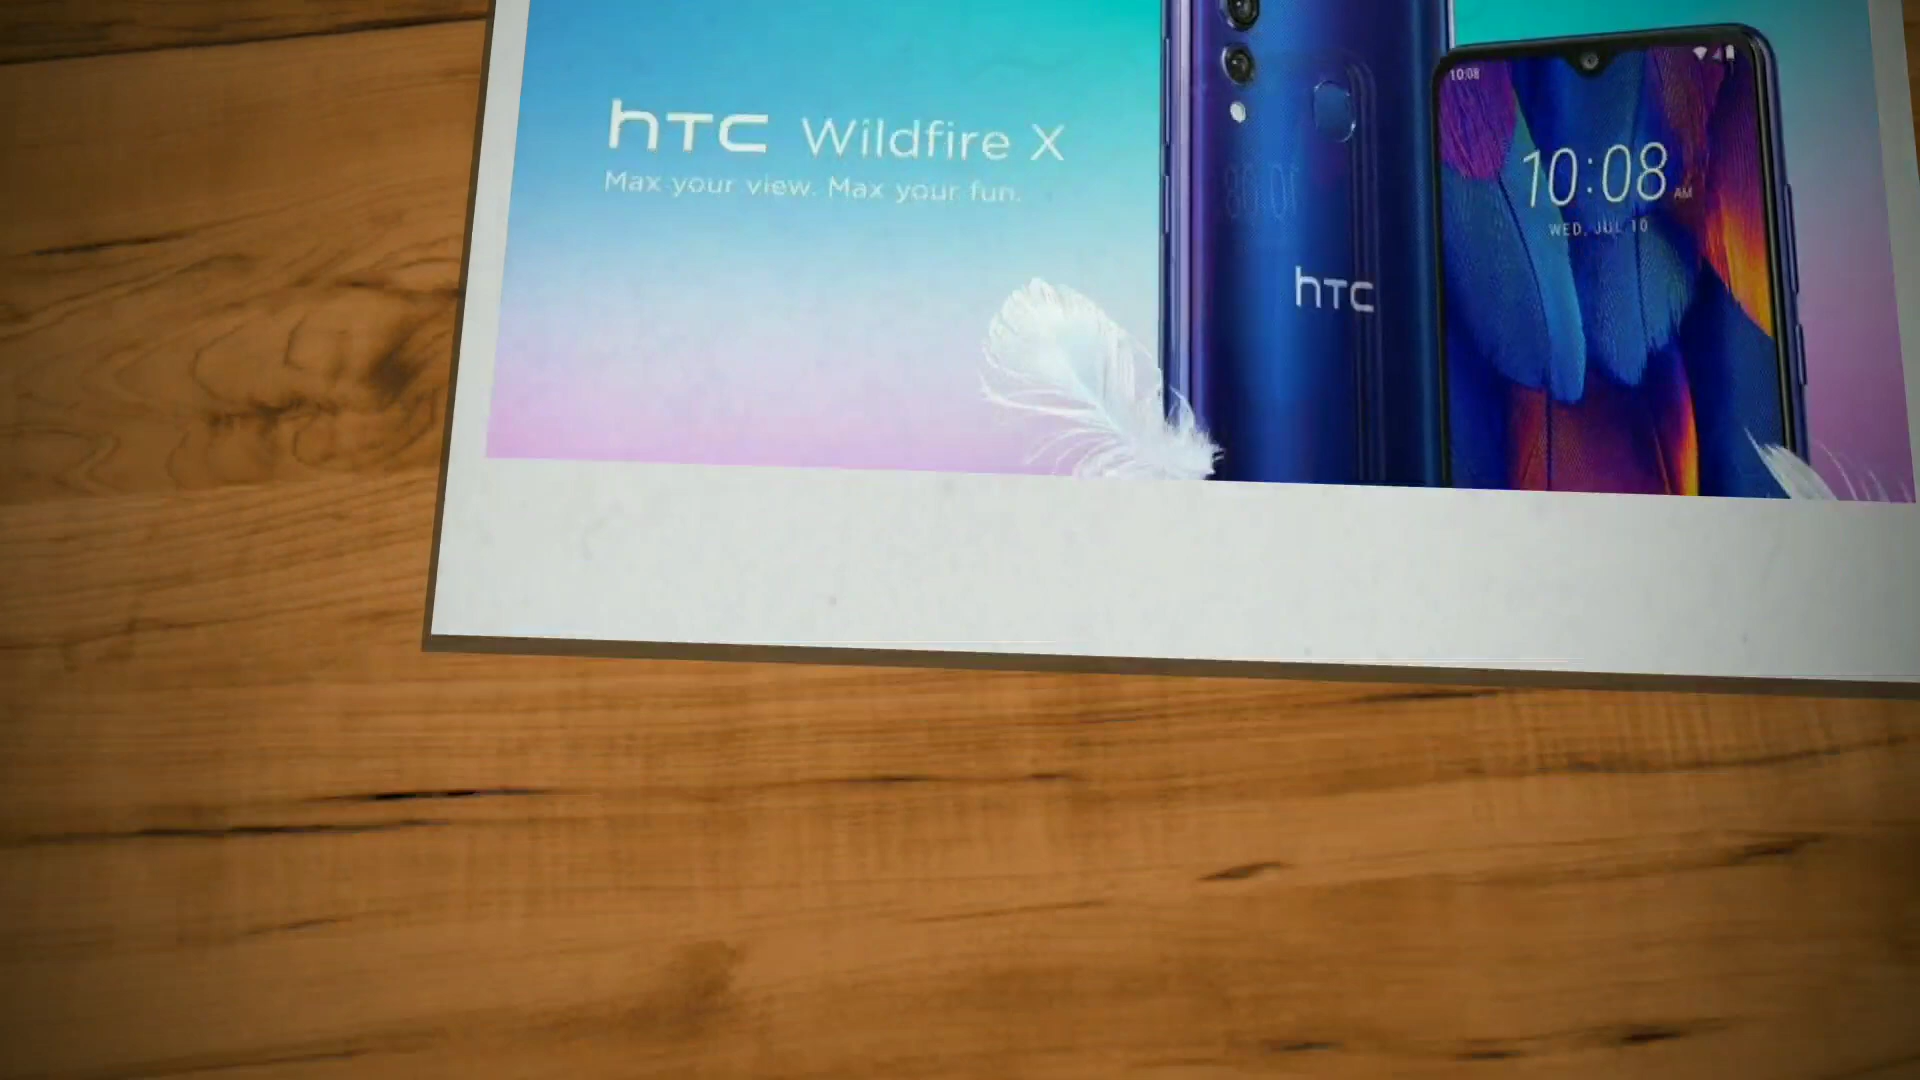 hTC Wildfire X
Max your view. Max your fun.
10:08
10:08 AM
WED, JUL 10
hTC